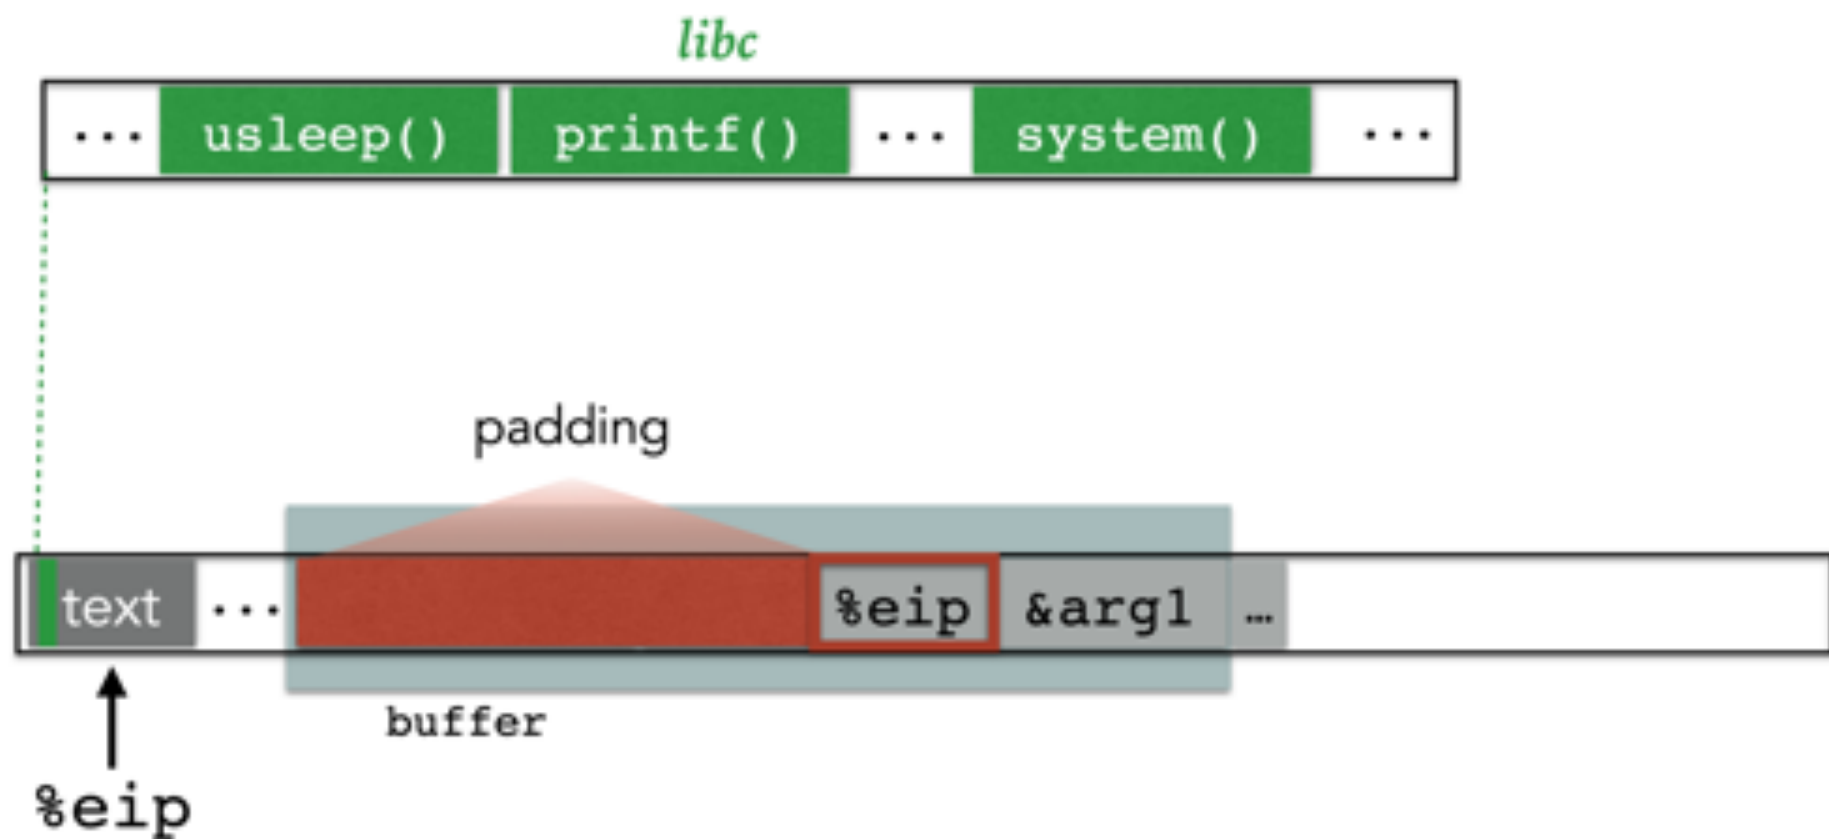 libc
... usleep() printf() ... system() ...
padding
text ... %eip &arg1 ...
buffer
%eip